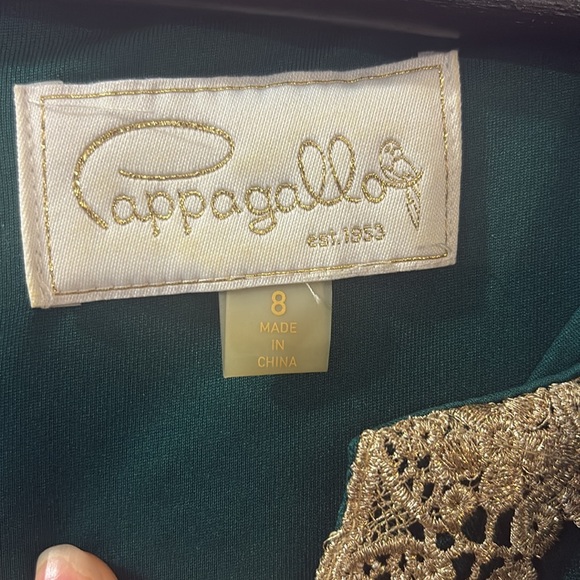 Pappagallo
est. 1953
8
MADE
IN
CHINA